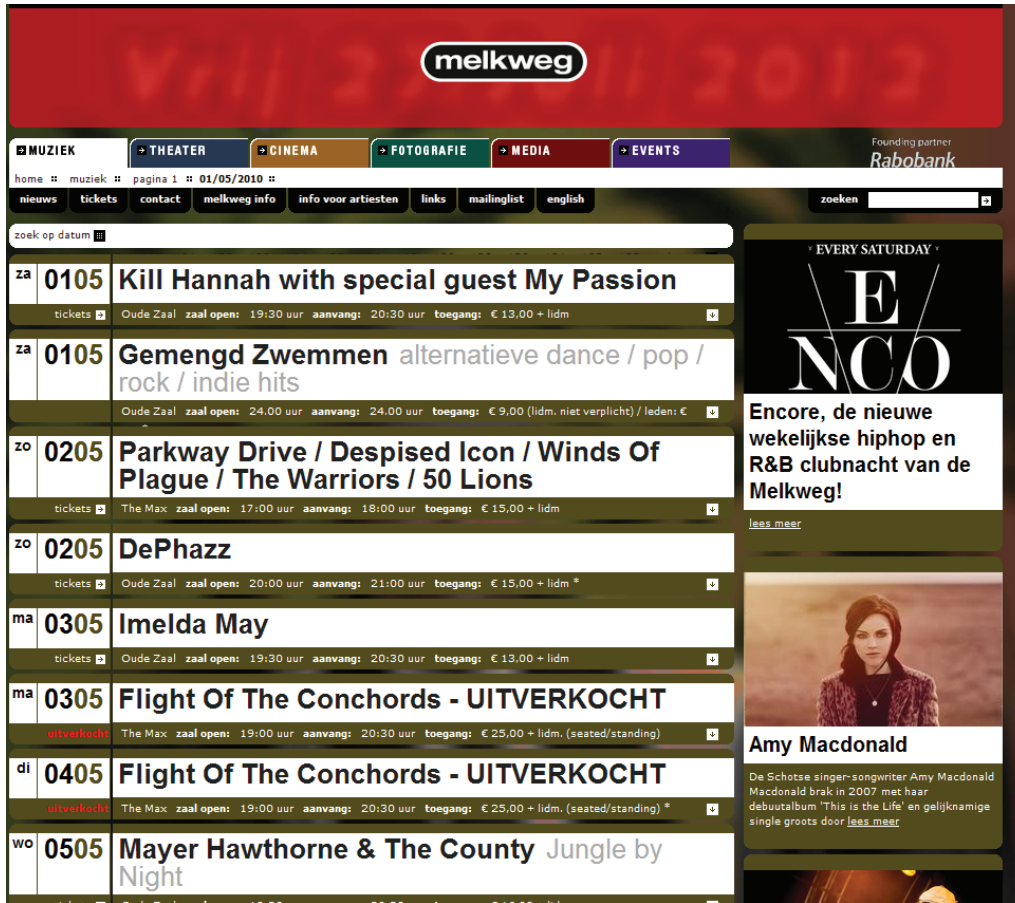 Vrij 27 Juli 2012
melkweg
MUZIEK THEATER CINEMA FOTOGRAFIE MEDIA EVENTS
Founding partner
Rabobank
home :: muziek :: pagina 1 :: 01/05/2010 ::
nieuws tickets contact melkweg info info voor artiesten links mailinglist english zoeken
zoek op datum
za 0105 Kill Hannah with special guest My Passion
tickets Oude Zaal zaal open: 19:30 uur aanvang: 20:30 uur toegang: € 13,00 + lidm
za 0105 Gemengd Zwemmen alternatieve dance / pop /
rock / indie hits
Oude Zaal zaal open: 24.00 uur aanvang: 24.00 uur toegang: € 9,00 (lidm. niet verplicht) / leden: €
zo 0205 Parkway Drive / Despised Icon / Winds Of
Plague / The Warriors / 50 Lions
tickets The Max zaal open: 17:00 uur aanvang: 18:00 uur toegang: € 15,00 + lidm
zo 0205 DePhazz
tickets Oude Zaal zaal open: 20:00 uur aanvang: 21:00 uur toegang: € 15,00 + lidm *
ma 0305 Imelda May
tickets Oude Zaal zaal open: 19:30 uur aanvang: 20:30 uur toegang: € 13,00 + lidm
ma 0305 Flight Of The Conchords - UITVERKOCHT
uitverkocht The Max zaal open: 19:00 uur aanvang: 20:30 uur toegang: € 25,00 + lidm. (seated/standing)
di 0405 Flight Of The Conchords - UITVERKOCHT
uitverkocht The Max zaal open: 19:00 uur aanvang: 20:30 uur toegang: € 25,00 + lidm. (seated/standing) *
wo 0505 Mayer Hawthorne & The County Jungle by
Night
EVERY SATURDAY
E
NCO
Encore, de nieuwe
wekelijkse hiphop en
R&B clubnacht van de
Melkweg!
lees meer
Amy Macdonald
De Schotse singer-songwriter Amy Macdonald
Macdonald brak in 2007 met haar
debuutalbum 'This is the Life' en gelijknamige
single groots door lees meer